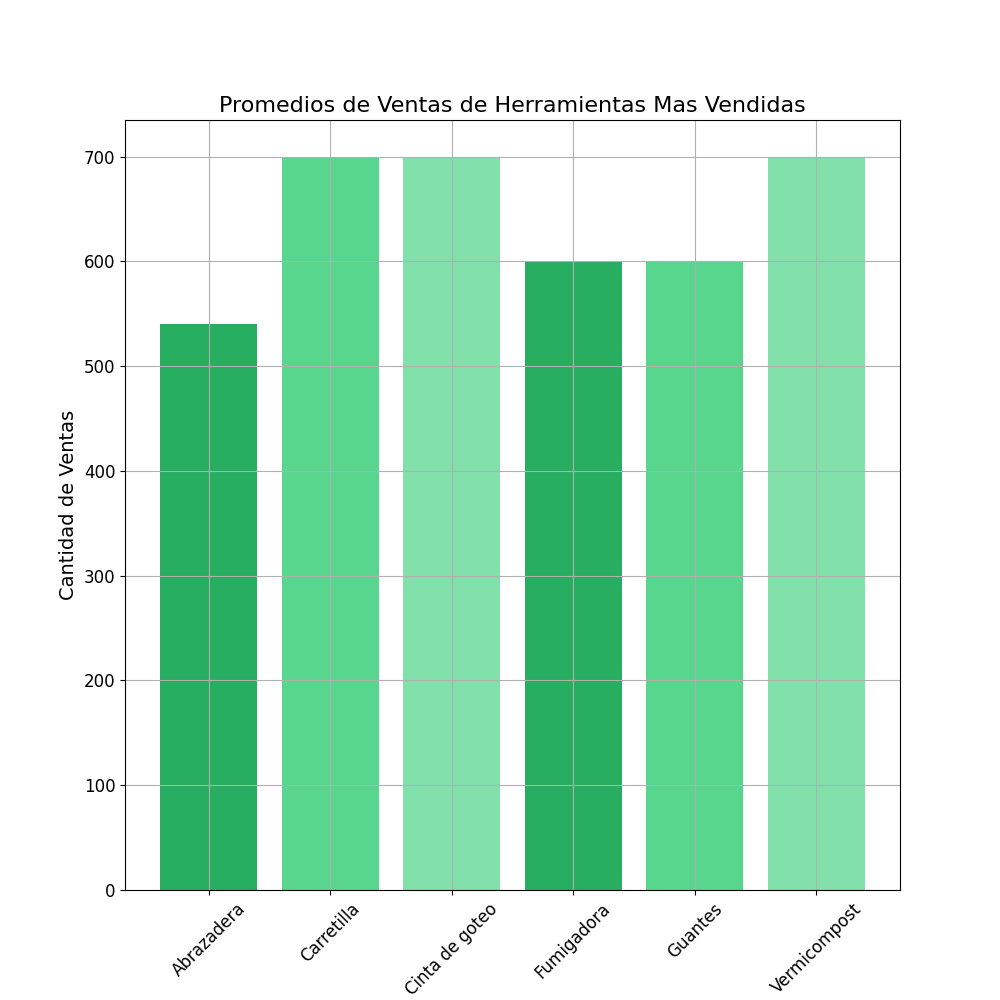 Promedios de Ventas de Herramientas Mas Vendidas
Cantidad de Ventas
700
600
500
400
300
200
100
0
Abrazadera
Carretilla
Cinta de goteo
Fumigadora
Guantes
Vermicompost